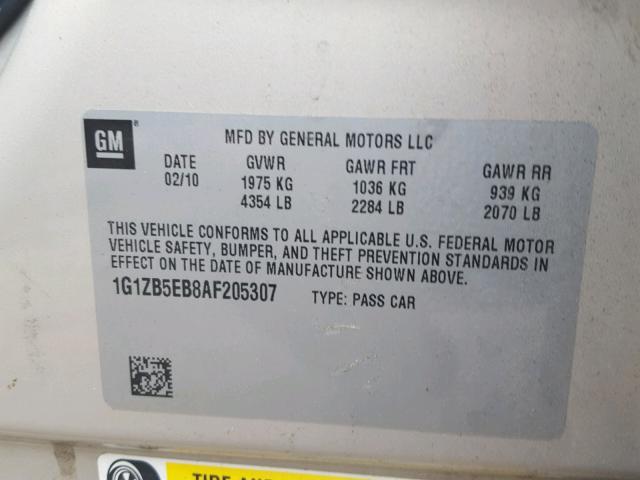 GM ®
MFD BY GENERAL MOTORS LLC
DATE GVWR GAWR FRT GAWR RR
02/10 1975 KG 1036 KG 939 KG
4354 LB 2284 LB 2070 LB
THIS VEHICLE CONFORMS TO ALL APPLICABLE U.S. FEDERAL MOTOR
VEHICLE SAFETY, BUMPER, AND THEFT PREVENTION STANDARDS IN
EFFECT ON THE DATE OF MANUFACTURE SHOWN ABOVE.
1G1ZB5EB8AF205307 TYPE: PASS CAR
TIRE AND